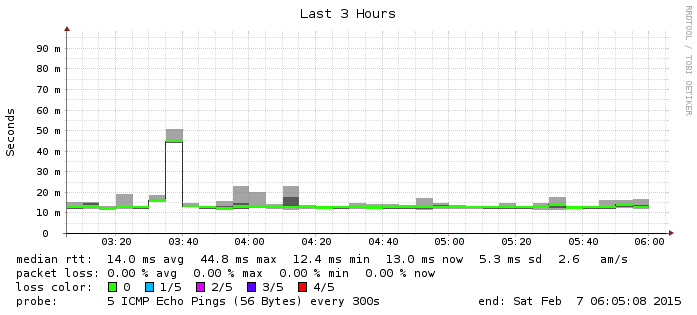 Last 3 Hours
RRDTOOL / TOBI OETIKER
Seconds
90 m
80 m
70 m
60 m
50 m
40 m
30 m
20 m
10 m
0
03:20 03:40 04:00 04:20 04:40 05:00 05:20 05:40 06:00
median rtt: 14.0 ms avg 44.8 ms max 12.4 ms min 13.0 ms now 5.3 ms sd 2.6 am/s
packet loss: 0.00 % avg 0.00 % max 0.00 % min 0.00 % now
loss color: 0 1/5 2/5 3/5 4/5
probe: 5 ICMP Echo Pings (56 Bytes) every 300s end: Sat Feb 7 06:05:08 2015